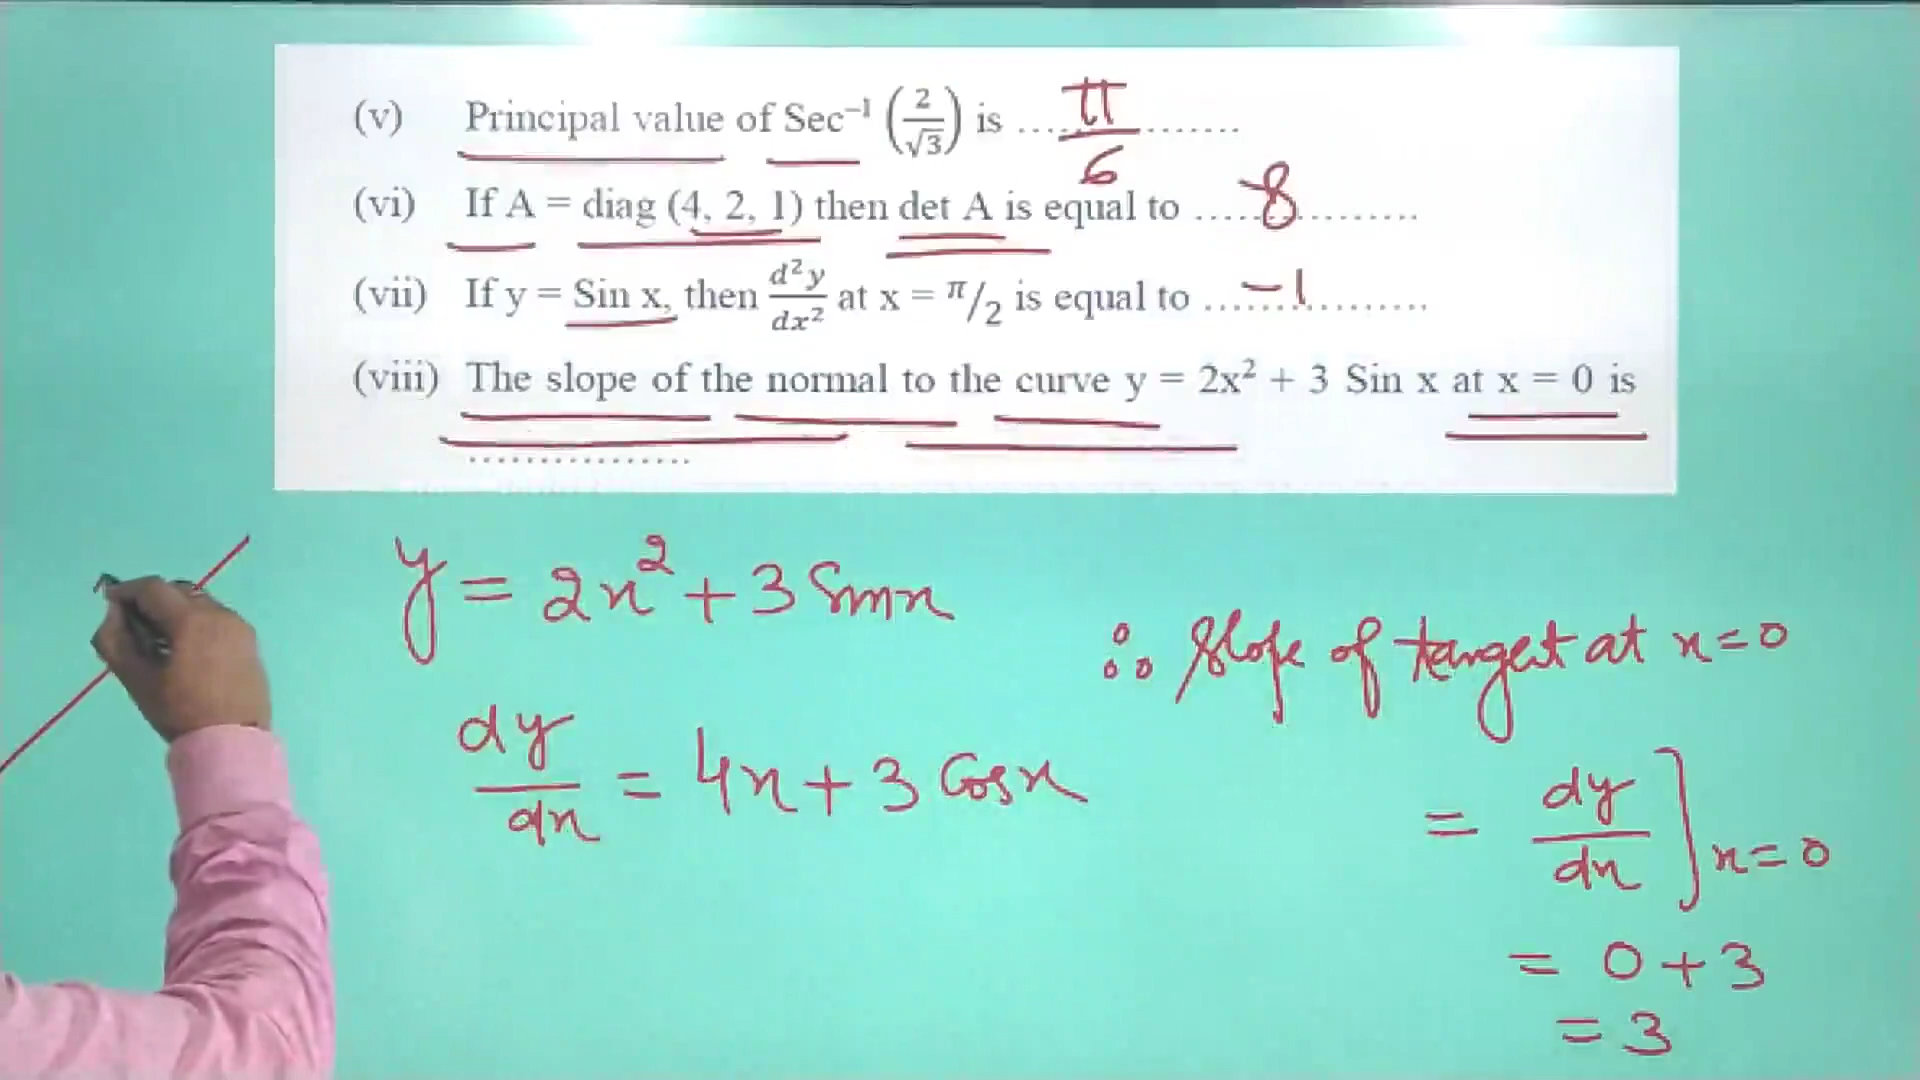 (v) Principal value of Sec⁻¹ (2/√3) is .... π/6 ........
(vi) If A = diag (4, 2, 1) then det A is equal to ..... 8 .........
(vii) If y = Sin x, then d²y/dx² at x = π/2 is equal to ... -1 .........
(viii) The slope of the normal to the curve y = 2x² + 3 Sin x at x = 0 is
................
y = 2x² + 3 Sinx
dy/dx = 4x + 3 Cosx
∴ Slope of tangest at x=0
= dy/dx ]x=0
= 0 + 3
= 3